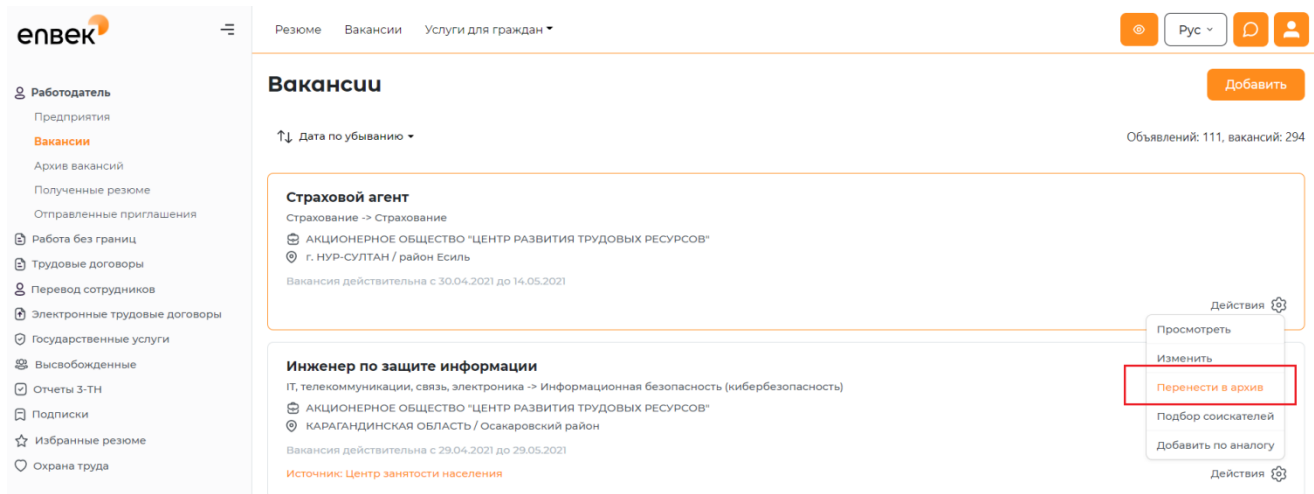 enbek
Резюме Вакансии Услуги для граждан
Рус
Работодатель
Предприятия
Вакансии
Архив вакансий
Полученные резюме
Отправленные приглашения
Работа без границ
Трудовые договоры
Перевод сотрудников
Электронные трудовые договоры
Государственные услуги
Высвобожденные
Отчеты 3-ТН
Подписки
Избранные резюме
Охрана труда
Вакансии
Добавить
Дата по убыванию
Объявлений: 111, вакансий: 294
Страховой агент
Страхование -> Страхование
АКЦИОНЕРНОЕ ОБЩЕСТВО "ЦЕНТР РАЗВИТИЯ ТРУДОВЫХ РЕСУРСОВ"
г. НУР-СУЛТАН / район Есиль
Вакансия действительна с 30.04.2021 до 14.05.2021
Действия
Просмотреть
Изменить
Перенести в архив
Подбор соискателей
Добавить по аналогу
Инженер по защите информации
IT, телекоммуникации, связь, электроника -> Информационная безопасность (кибербезопасность)
АКЦИОНЕРНОЕ ОБЩЕСТВО "ЦЕНТР РАЗВИТИЯ ТРУДОВЫХ РЕСУРСОВ"
КАРАГАНДИНСКАЯ ОБЛАСТЬ / Осакаровский район
Вакансия действительна с 29.04.2021 до 29.05.2021
Источник: Центр занятости населения
Действия